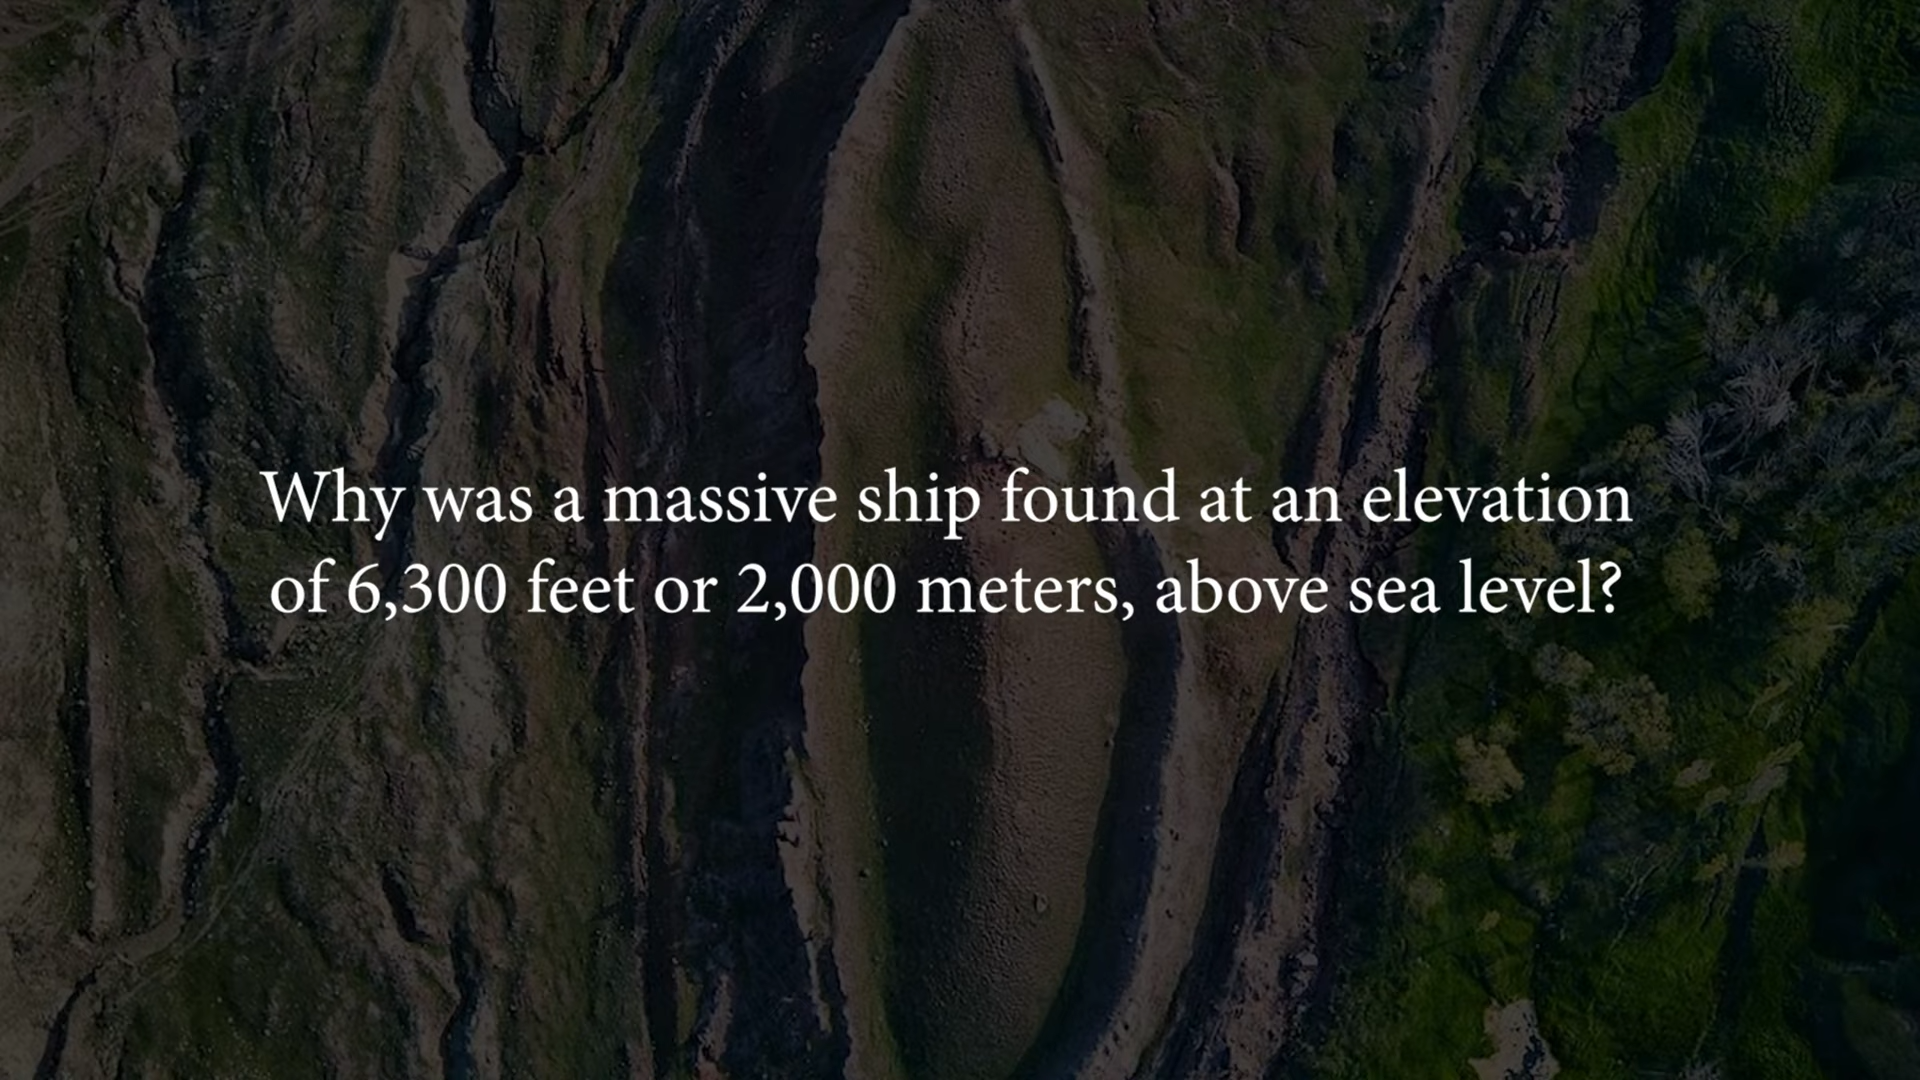 Why was a massive ship found at an elevation
of 6,300 feet or 2,000 meters, above sea level?